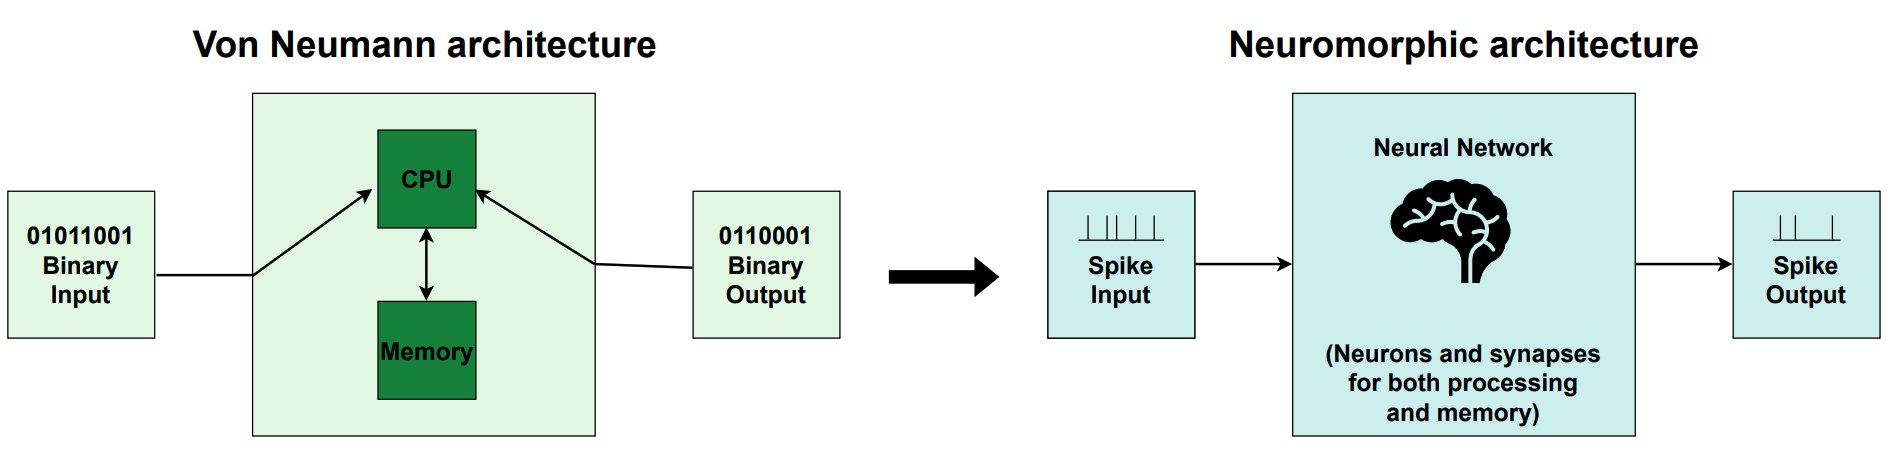 Von Neumann architecture
01011001
Binary
Input
CPU
Memory
0110001
Binary
Output
Neuromorphic architecture
Spike
Input
Neural Network
(Neurons and synapses
for both processing
and memory)
Spike
Output